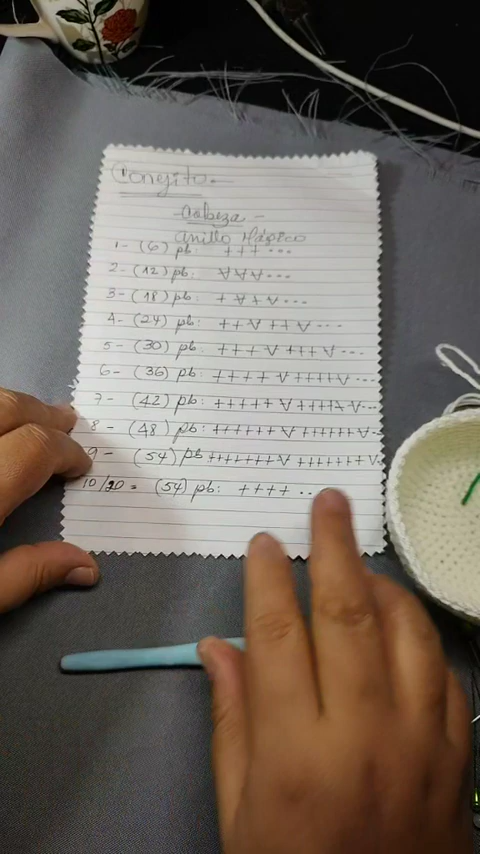 Conejito.
- Cabeza -
Anillo Mágico
1- (6) pb: + + + ...
2- (12) pb: V V V ...
3- (18) pb: + V + V ...
4- (24) pb: + + V + + V ...
5- (30) pb: + + + V + + + V ...
6- (36) pb: + + + + V + + + + V ...
7- (42) pb: + + + + + V + + + + + V ...
8- (48) pb: + + + + + + V + + + + + + V ...
9- (54) pb + + + + + + + V + + + + + + + V
10/20 = (54) pb: + + + + ...